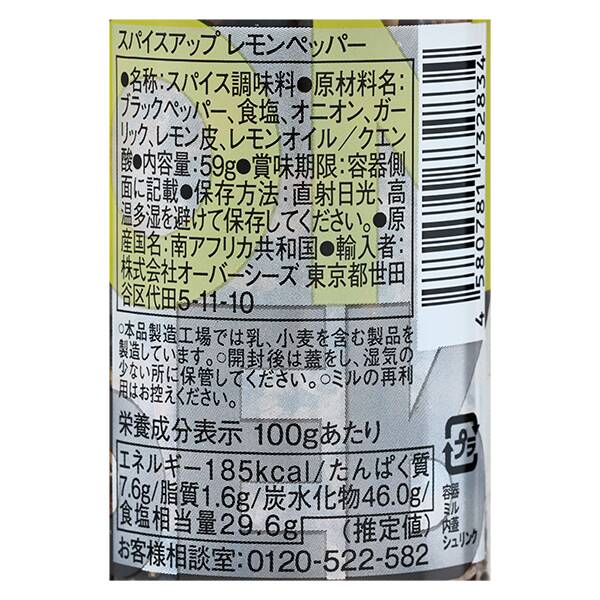 スパイスアップ レモンペッパー
●名称:スパイス調味料●原材料名:
ブラックペッパー、食塩、オニオン、ガー
リック、レモン皮、レモンオイル／クエン
酸●内容量:59g●賞味期限:容器側
面に記載●保存方法:直射日光、高
温多湿を避けて保存してください。●原
産国名:南アフリカ共和国●輸入者:
株式会社オーバーシーズ 東京都世田
谷区代田5-11-10
○本品製造工場では乳、小麦を含む製品を
製造しています。○開封後は蓋をし、湿気の
少ない所に保管してください。○ミルの再利
用はお控えください。
栄養成分表示 100gあたり
エネルギー185kcal/たんぱく質
7.6g/脂質1.6g/炭水化物46.0g/
食塩相当量29.6g (推定値)
お客様相談室:0120-522-582
4 580781 732834
プラ
容器
ミル
内蓋
シュリンク